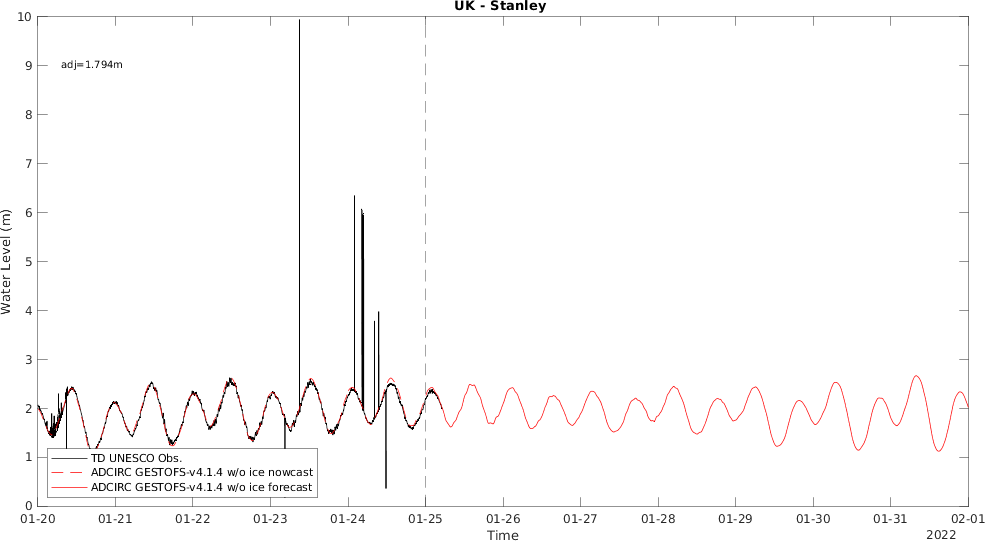 UK - Stanley
10
9
8
7
6
5
4
3
2
1
0
Water Level (m)
adj=1.794m
TD UNESCO Obs.
ADCIRC GESTOFS-v4.1.4 w/o ice nowcast
ADCIRC GESTOFS-v4.1.4 w/o ice forecast
01-20 01-21 01-22 01-23 01-24 01-25 01-26 01-27 01-28 01-29 01-30 01-31 02-01
Time
2022